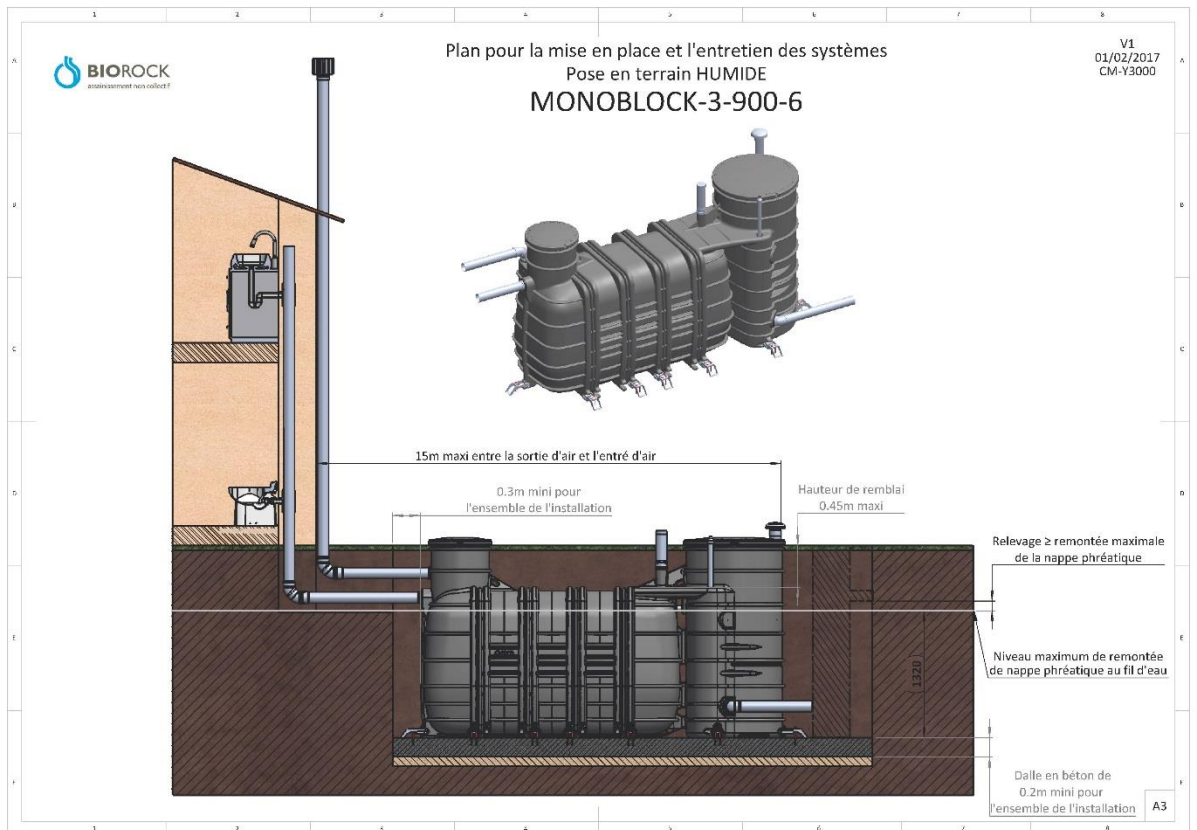 Plan pour la mise en place et l'entretien des systèmes
Pose en terrain HUMIDE
MONOBLOCK-3-900-6
V1
01/02/2017
CM-Y3000
BIOROCK
assainissement non collectif
15m maxi entre la sortie d'air et l'entré d'air
0.3m mini pour
l'ensemble de l'installation
Hauteur de remblai
0.45m maxi
Relevage ≥ remontée maximale
de la nappe phréatique
Niveau maximum de remontée
de nappe phréatique au fil d'eau
(1320)
Dalle en béton de
0.2m mini pour
l'ensemble de l'installation
A3